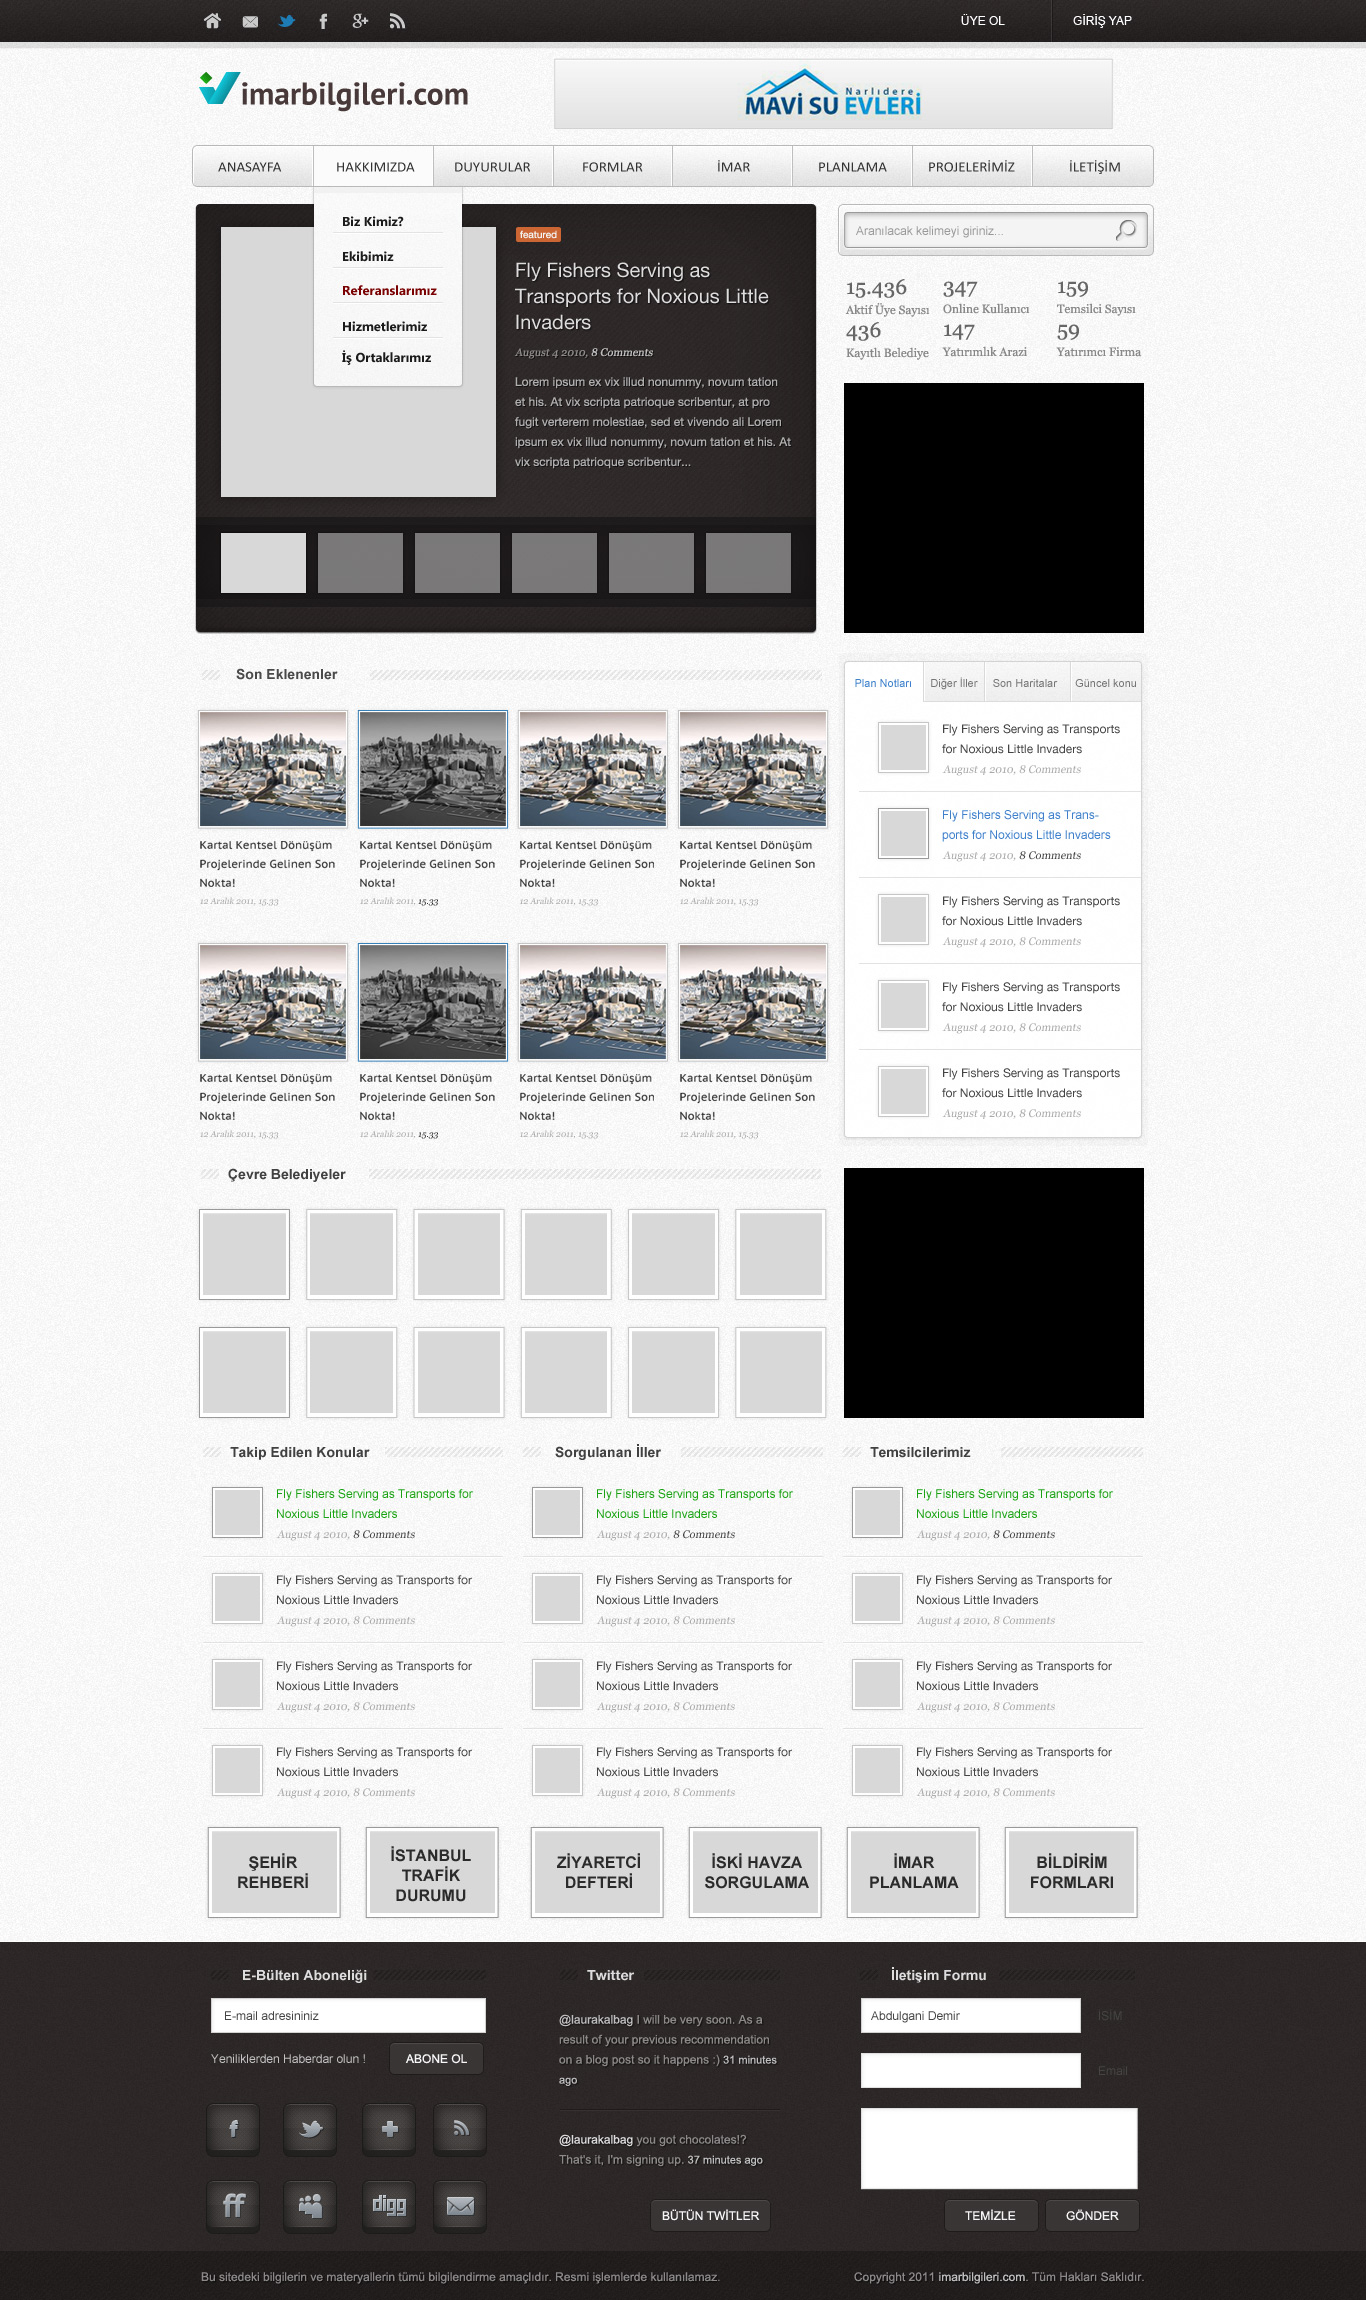 ÜYE OL
GİRİŞ YAP
imarbilgileri.com
Narlıdere
MAVİ SU EVLERİ
ANASAYFA
HAKKIMIZDA
DUYURULAR
FORMLAR
İMAR
PLANLAMA
PROJELERİMİZ
İLETİŞİM
Biz Kimiz?
Ekibimiz
Referanslarımız
Hizmetlerimiz
İş Ortaklarımız
featured
Fly Fishers Serving as
Transports for Noxious Little
Invaders
August 4 2010, 8 Comments
Lorem ipsum ex vix illud nonummy, novum tation
et his. At vix scripta patrioque scribentur, at pro
fugit verterem molestiae, sed et vivendo ali Lorem
ipsum ex vix illud nonummy, novum tation et his. At
vix scripta patrioque scribentur...
Aranılacak kelimeyi giriniz...
15.436
Aktif Üye Sayısı
347
Online Kullanıcı
159
Temsilci Sayısı
436
Kayıtlı Belediye
147
Yatırımlık Arazi
59
Yatırımcı Firma
Son Eklenenler
Kartal Kentsel Dönüşüm
Projelerinde Gelinen Son
Nokta!
12 Aralık 2011, 15.33
Kartal Kentsel Dönüşüm
Projelerinde Gelinen Son
Nokta!
12 Aralık 2011, 15.33
Kartal Kentsel Dönüşüm
Projelerinde Gelinen Son
Nokta!
12 Aralık 2011, 15.33
Kartal Kentsel Dönüşüm
Projelerinde Gelinen Son
Nokta!
12 Aralık 2011, 15.33
Kartal Kentsel Dönüşüm
Projelerinde Gelinen Son
Nokta!
12 Aralık 2011, 15.33
Kartal Kentsel Dönüşüm
Projelerinde Gelinen Son
Nokta!
12 Aralık 2011, 15.33
Kartal Kentsel Dönüşüm
Projelerinde Gelinen Son
Nokta!
12 Aralık 2011, 15.33
Kartal Kentsel Dönüşüm
Projelerinde Gelinen Son
Nokta!
12 Aralık 2011, 15.33
Plan Notları
Diğer İller
Son Haritalar
Güncel konu
Fly Fishers Serving as Transports
for Noxious Little Invaders
August 4 2010, 8 Comments
Fly Fishers Serving as Trans-
ports for Noxious Little Invaders
August 4 2010, 8 Comments
Fly Fishers Serving as Transports
for Noxious Little Invaders
August 4 2010, 8 Comments
Fly Fishers Serving as Transports
for Noxious Little Invaders
August 4 2010, 8 Comments
Fly Fishers Serving as Transports
for Noxious Little Invaders
August 4 2010, 8 Comments
Çevre Belediyeler
Takip Edilen Konular
Fly Fishers Serving as Transports for
Noxious Little Invaders
August 4 2010, 8 Comments
Fly Fishers Serving as Transports for
Noxious Little Invaders
August 4 2010, 8 Comments
Fly Fishers Serving as Transports for
Noxious Little Invaders
August 4 2010, 8 Comments
Fly Fishers Serving as Transports for
Noxious Little Invaders
August 4 2010, 8 Comments
Sorgulanan İller
Fly Fishers Serving as Transports for
Noxious Little Invaders
August 4 2010, 8 Comments
Fly Fishers Serving as Transports for
Noxious Little Invaders
August 4 2010, 8 Comments
Fly Fishers Serving as Transports for
Noxious Little Invaders
August 4 2010, 8 Comments
Fly Fishers Serving as Transports for
Noxious Little Invaders
August 4 2010, 8 Comments
Temsilcilerimiz
Fly Fishers Serving as Transports for
Noxious Little Invaders
August 4 2010, 8 Comments
Fly Fishers Serving as Transports for
Noxious Little Invaders
August 4 2010, 8 Comments
Fly Fishers Serving as Transports for
Noxious Little Invaders
August 4 2010, 8 Comments
Fly Fishers Serving as Transports for
Noxious Little Invaders
August 4 2010, 8 Comments
ŞEHİR
REHBERİ
İSTANBUL
TRAFİK
DURUMU
ZİYARETCİ
DEFTERİ
İSKİ HAVZA
SORGULAMA
İMAR
PLANLAMA
BİLDİRİM
FORMLARI
E-Bülten Aboneliği
E-mail adresininiz
Yeniliklerden Haberdar olun !
ABONE OL
ff
digg
Twitter
@laurakalbag I will be very soon. As a
result of your previous recommendation
on a blog post so it happens :) 31 minutes
ago
@laurakalbag you got chocolates!?
That's it, I'm signing up. 37 minutes ago
BÜTÜN TWİTLER
İletişim Formu
Abdulgani Demir
İSİM
Email
TEMİZLE
GÖNDER
Bu sitedeki bilgilerin ve materyallerin tümü bilgilendirme amaçlıdır. Resmi işlemlerde kullanılamaz.
Copyright 2011 imarbilgileri.com. Tüm Hakları Saklıdır.